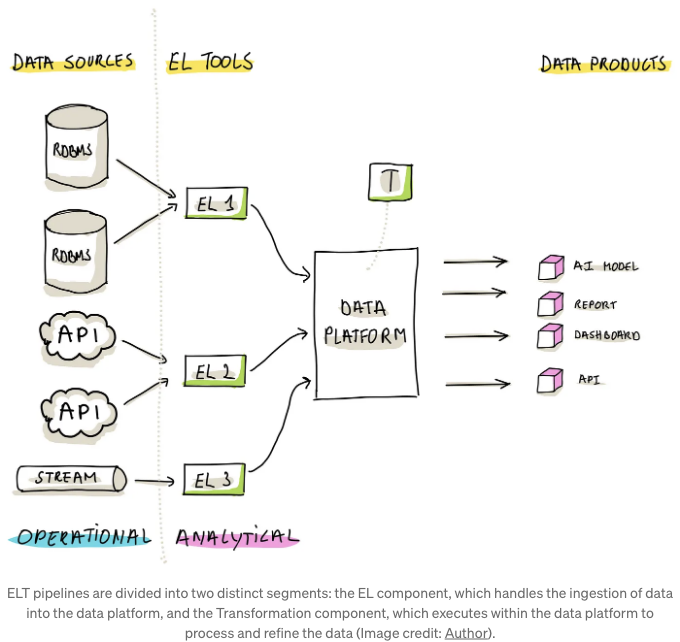 DATA SOURCES
EL TOOLS
DATA PRODUCTS
RDBMS
RDBMS
API
API
STREAM
EL 1
EL 2
EL 3
T
DATA
PLATFORM
AI MODEL
REPORT
DASHBOARD
API
OPERATIONAL
ANALYTICAL
ELT pipelines are divided into two distinct segments: the EL component, which handles the ingestion of data
into the data platform, and the Transformation component, which executes within the data platform to
process and refine the data (Image credit: Author).